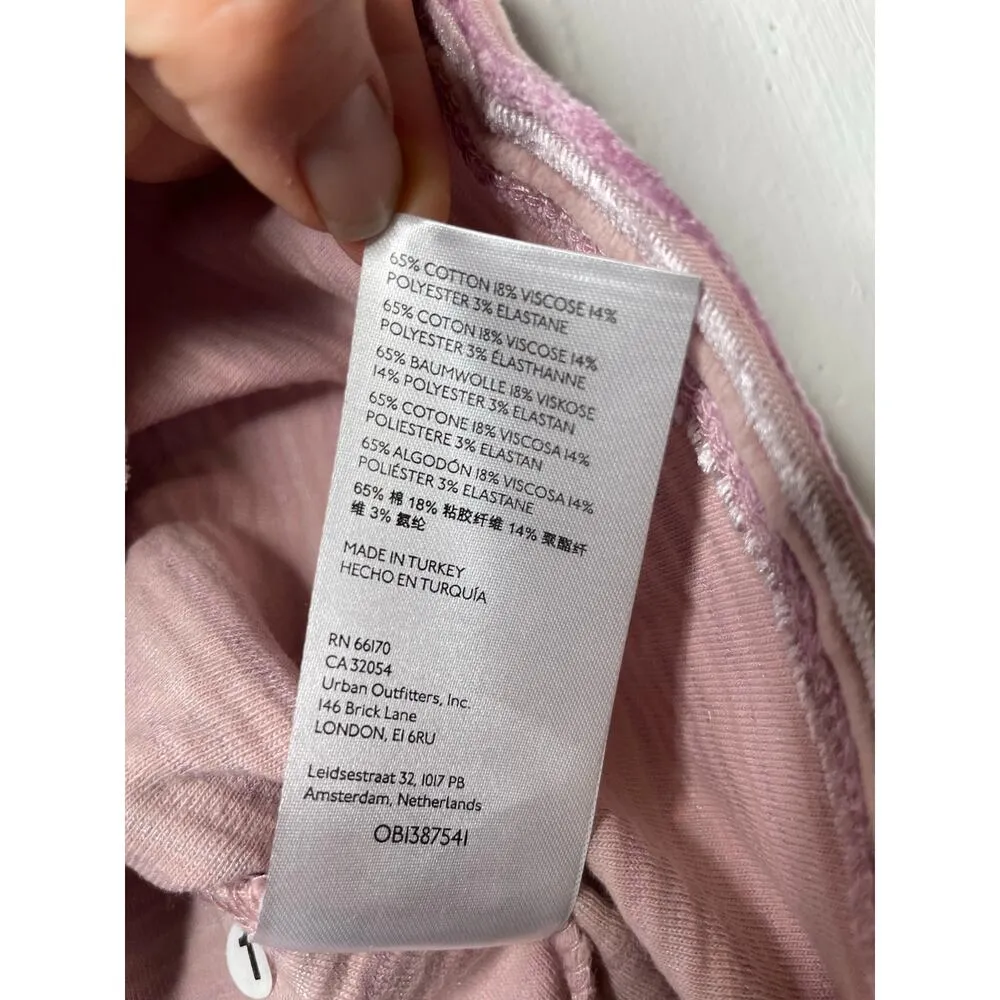 65% COTTON 18% VISCOSE 14%
POLYESTER 3% ELASTANE
65% COTON 18% VISCOSE 14%
POLYESTER 3% ÉLASTHANNE
65% BAUMWOLLE 18% VISKOSE
14% POLYESTER 3% ELASTAN
65% COTONE 18% VISCOSA 14%
POLIESTERE 3% ELASTAN
65% ALGODÓN 18% VISCOSA 14%
POLIÉSTER 3% ELASTANE
65% 棉 18% 粘胶纤维 14% 聚酯纤
维 3% 氨纶
MADE IN TURKEY
HECHO EN TURQUÍA
RN 66170
CA 32054
Urban Outfitters, Inc.
146 Brick Lane
LONDON, E1 6RU
Leidsestraat 32, 1017 PB
Amsterdam, Netherlands
OB1387541